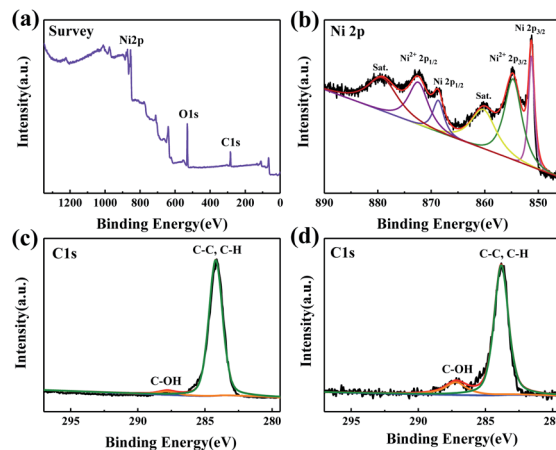 (a)
Survey
Ni2p
O1s
C1s
Intensity(a.u.)
1200 1000 800 600 400 200 0
Binding Energy(eV)
(b)
Ni 2p
Ni 2p3/2
Ni2+ 2p1/2
Ni2+ 2p3/2
Sat.
Ni 2p1/2
Sat.
Intensity(a.u.)
890 880 870 860 850
Binding Energy(eV)
(c)
C1s
C-C, C-H
C-OH
Intensity(a.u.)
295 290 285 280
Binding Energy(eV)
(d)
C1s
C-C, C-H
C-OH
Intensity(a.u.)
295 290 285 280
Binding Energy(eV)